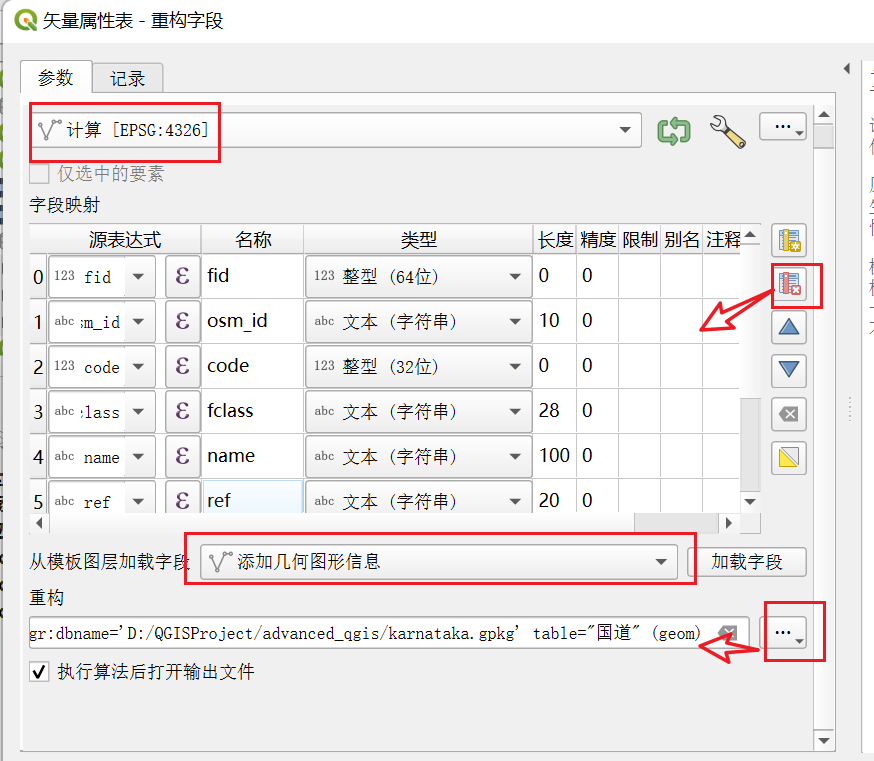 矢量属性表 - 重构字段
参数 记录
计算 [EPSG:4326]
仅选中的要素
字段映射
源表达式 名称 类型 长度 精度 限制 别名 注释
0 123 fid ε fid 123 整型 (64位) 0 0
1 abc sm_id ε osm_id abc 文本 (字符串) 10 0
2 123 code ε code 123 整型 (32位) 0 0
3 abc class ε fclass abc 文本 (字符串) 28 0
4 abc name ε name abc 文本 (字符串) 100 0
5 abc ref ε ref abc 文本 (字符串) 20 0
从模板图层加载字段 添加几何图形信息 加载字段
重构
gr:dbname='D:/QGISProject/advanced_qgis/karnataka.gpkg' table="国道" (geom)
执行算法后打开输出文件